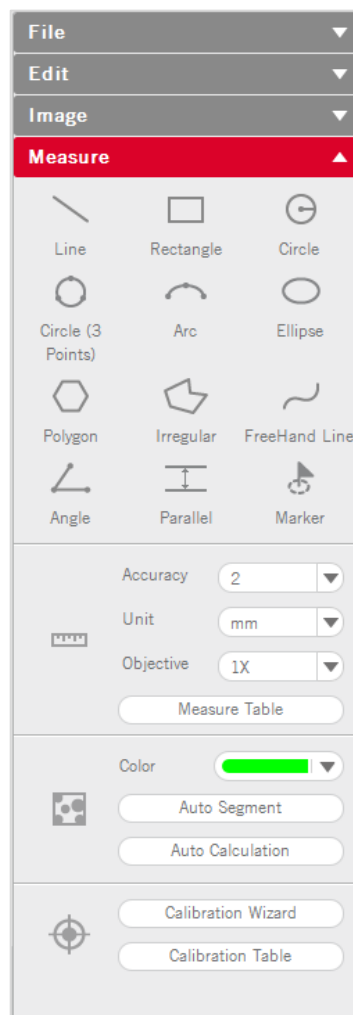 File
Edit
Image
Measure
Line Rectangle Circle
Circle (3 Arc Ellipse
Points)
Polygon Irregular FreeHand Line
Angle Parallel Marker
Accuracy 2
Unit mm
Objective 1X
Measure Table
Color
Auto Segment
Auto Calculation
Calibration Wizard
Calibration Table